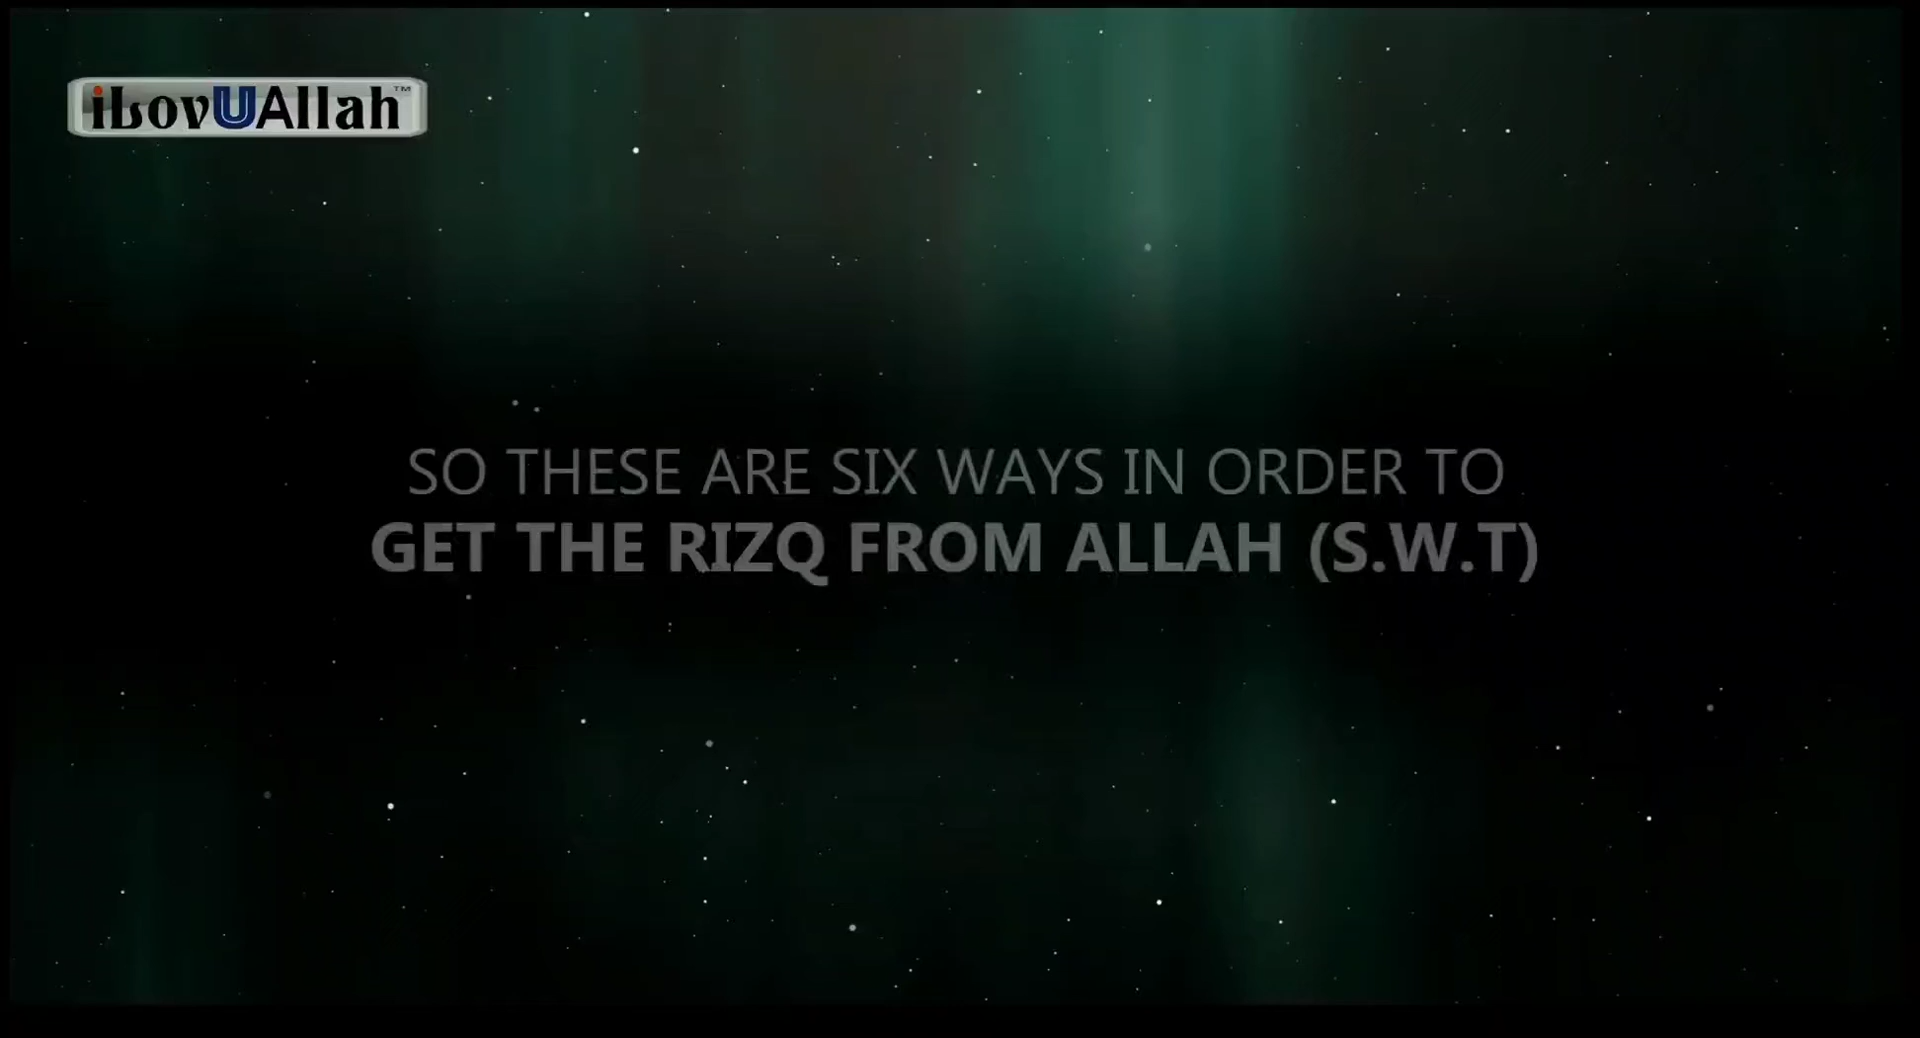 iLovUAllah™
SO THESE ARE SIX WAYS IN ORDER TO
GET THE RIZQ FROM ALLAH (S.W.T)